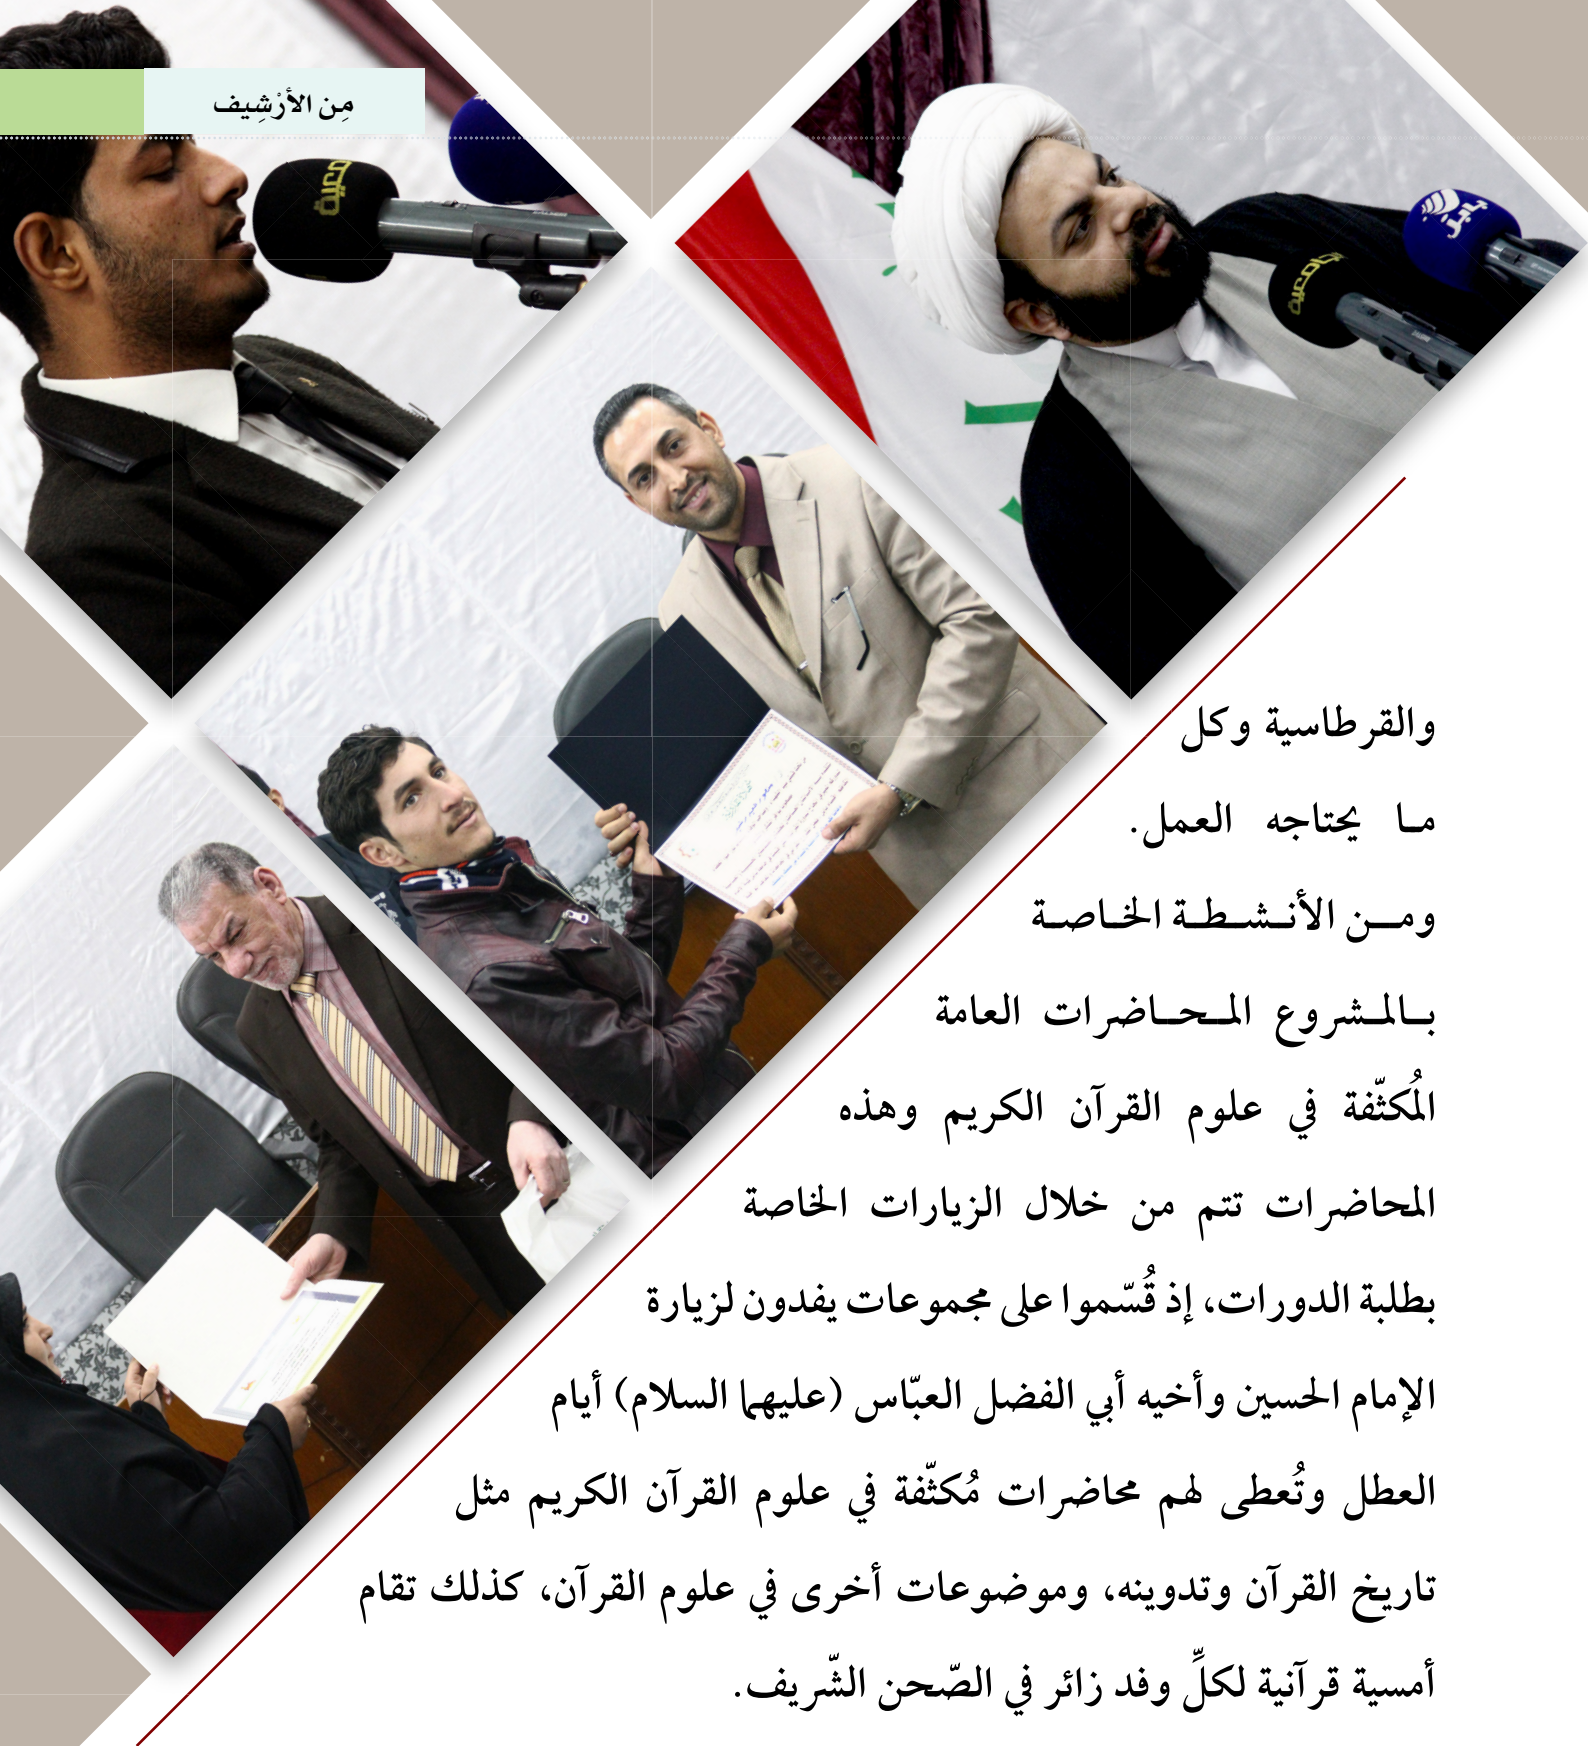 مِن الأرْشِيف
والقرطاسية وكل
ما يحتاجه العمل.
ومن الأنشطة الخاصة
بالمشروع المحاضرات العامة
المُكثّفة في علوم القرآن الكريم وهذه
المحاضرات تتم من خلال الزيارات الخاصة
بطلبة الدورات، إذ قُسّموا على مجموعات يفدون لزيارة
الإمام الحسين وأخيه أبي الفضل العبّاس (عليهما السلام) أيام
العطل وتُعطى لهم محاضرات مُكثّفة في علوم القرآن الكريم مثل
تاريخ القرآن وتدوينه، وموضوعات أخرى في علوم القرآن، كذلك تقام
أمسية قرآنية لكلِّ وفد زائر في الصّحن الشّريف.